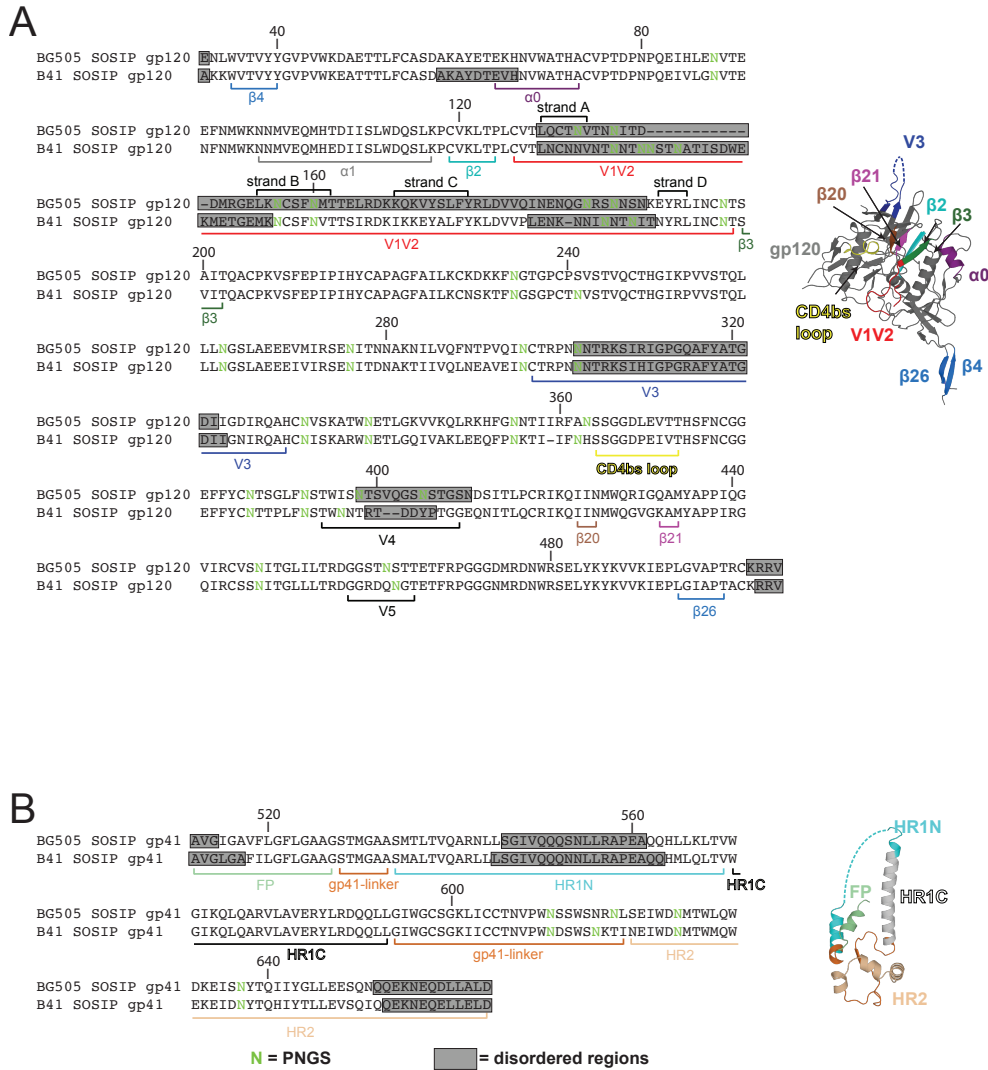 A
40
80
BG505 SOSIP gp120 ENLWVTVYYGVPVWKDAETTLFCASDAKAYETEKHNVWATHACVPTDPNPQEIHLENVTE
B41 SOSIP gp120 AKKWVTVYYGVPVWKEATTTLFCASDAKAYDTEVHNVWATHACVPTDPNPQEIVLGNVTE
β4
α0
120
strand A
BG505 SOSIP gp120 EFNMWKNNMVEQMHTDIISLWDQSLKPCVKLTPLCVTLQCTNVTNNITD-----------
B41 SOSIP gp120 NFNMWKNNMVEQMHEDIISLWDQSLKPCVKLTPLCVTLNCNNVNTNNTNNSTNATISDWE
α1
β2
V1V2
strand B
160
strand C
strand D
BG505 SOSIP gp120 -DMRGELKNCSFNMTTELRDKKQKVYSLFYRLDVVQINENQGNRSNNSNKEYRLINCNTS
B41 SOSIP gp120 KMETGEMKNCSFNVTTSIRDKIKKEYALFYKLDVVPLENK-NNINNTNITNYRLINCNTS
V1V2
β3
200
240
BG505 SOSIP gp120 AITQACPKVSFEPIPIHYCAPAGFAILKCKDKKFNGTGPCPSVSTVQCTHGIKPVVSTQL
B41 SOSIP gp120 VITQACPKVSFEPIPIHYCAPAGFAILKCNSKTFNGSGPCTNVSTVQCTHGIRPVVSTQL
β3
280
320
BG505 SOSIP gp120 LLNGSLAEEEVMIRSENITNNAKNILVQFNTPVQINCTRPNNNTRKSIRIGPGQAFYATG
B41 SOSIP gp120 LLNGSLAEEEIVIRSENITDNAKTIIVQLNEAVEINCTRPNNNTRKSIHIGPGRAFYATG
V3
360
BG505 SOSIP gp120 DIIGDIRQAHCNVSKATWNETLGKVVKQLRKHFGNNTIIRFANSSGGDLEVTTHSFNCGG
B41 SOSIP gp120 DIIGNIRQAHCNISKARWNETLGQIVAKLEEQFPNKTI-IFNHSSGGDPEIVTHSFNCGG
V3
CD4bs loop
400
440
BG505 SOSIP gp120 EFFYCNTSGLFNSTWISNTSVQGSNSTGSNDSITLPCRIKQIINMWQRIGQAMYAPPIQG
B41 SOSIP gp120 EFFYCNTTPLFNSTWNNTRT--DDYPTGGEQNITLQCRIKQIINMWQGVGKAMYAPPIRG
V4
β20
β21
480
BG505 SOSIP gp120 VIRCVSNITGLILTRDGGSTNSTTETFRPGGGDMRDNWRSELYKYKVVKIEPLGVAPTRCKRRV
B41 SOSIP gp120 QIRCSSNITGLLLTRDGGRDQNGTETFRPGGGNMRDNWRSELYKYKVVKIEPLGIAPTACKRRV
V5
β26
V3
β21
β20
β2
β3
gp120
α0
CD4bs
loop
V1V2
β26
β4
B
520
560
BG505 SOSIP gp41 AVGIGAVFLGFLGAAGSTMGAASMTLTVQARNLLSGIVQQQSNLLRAPEAQQHLLKLTVW
B41 SOSIP gp41 AVGLGAFILGFLGAAGSTMGAASMALTVQARLLLSGIVQQQNNLLRAPEAQQHMLQLTVW
FP
gp41-linker
HR1N
HR1C
600
BG505 SOSIP gp41 GIKQLQARVLAVERYLRDQQLLGIWGCSGKLICCTNVPWNSSWSNRNLSEIWDNMTWLQW
B41 SOSIP gp41 GIKQLQARVLAVERYLRDQQLLGIWGCSGKIICCTNVPWNDSWSNKTINEIWDNMTWMQW
HR1C
gp41-linker
HR2
640
BG505 SOSIP gp41 DKEISNYTQIIYGLLEESQNQQEKNEQDLLALD
B41 SOSIP gp41 EKEIDNYTQHIYTLLEVSQIQQEKNEQELLELD
HR2
HR1N
FP
HR1C
HR2
N = PNGS
= disordered regions